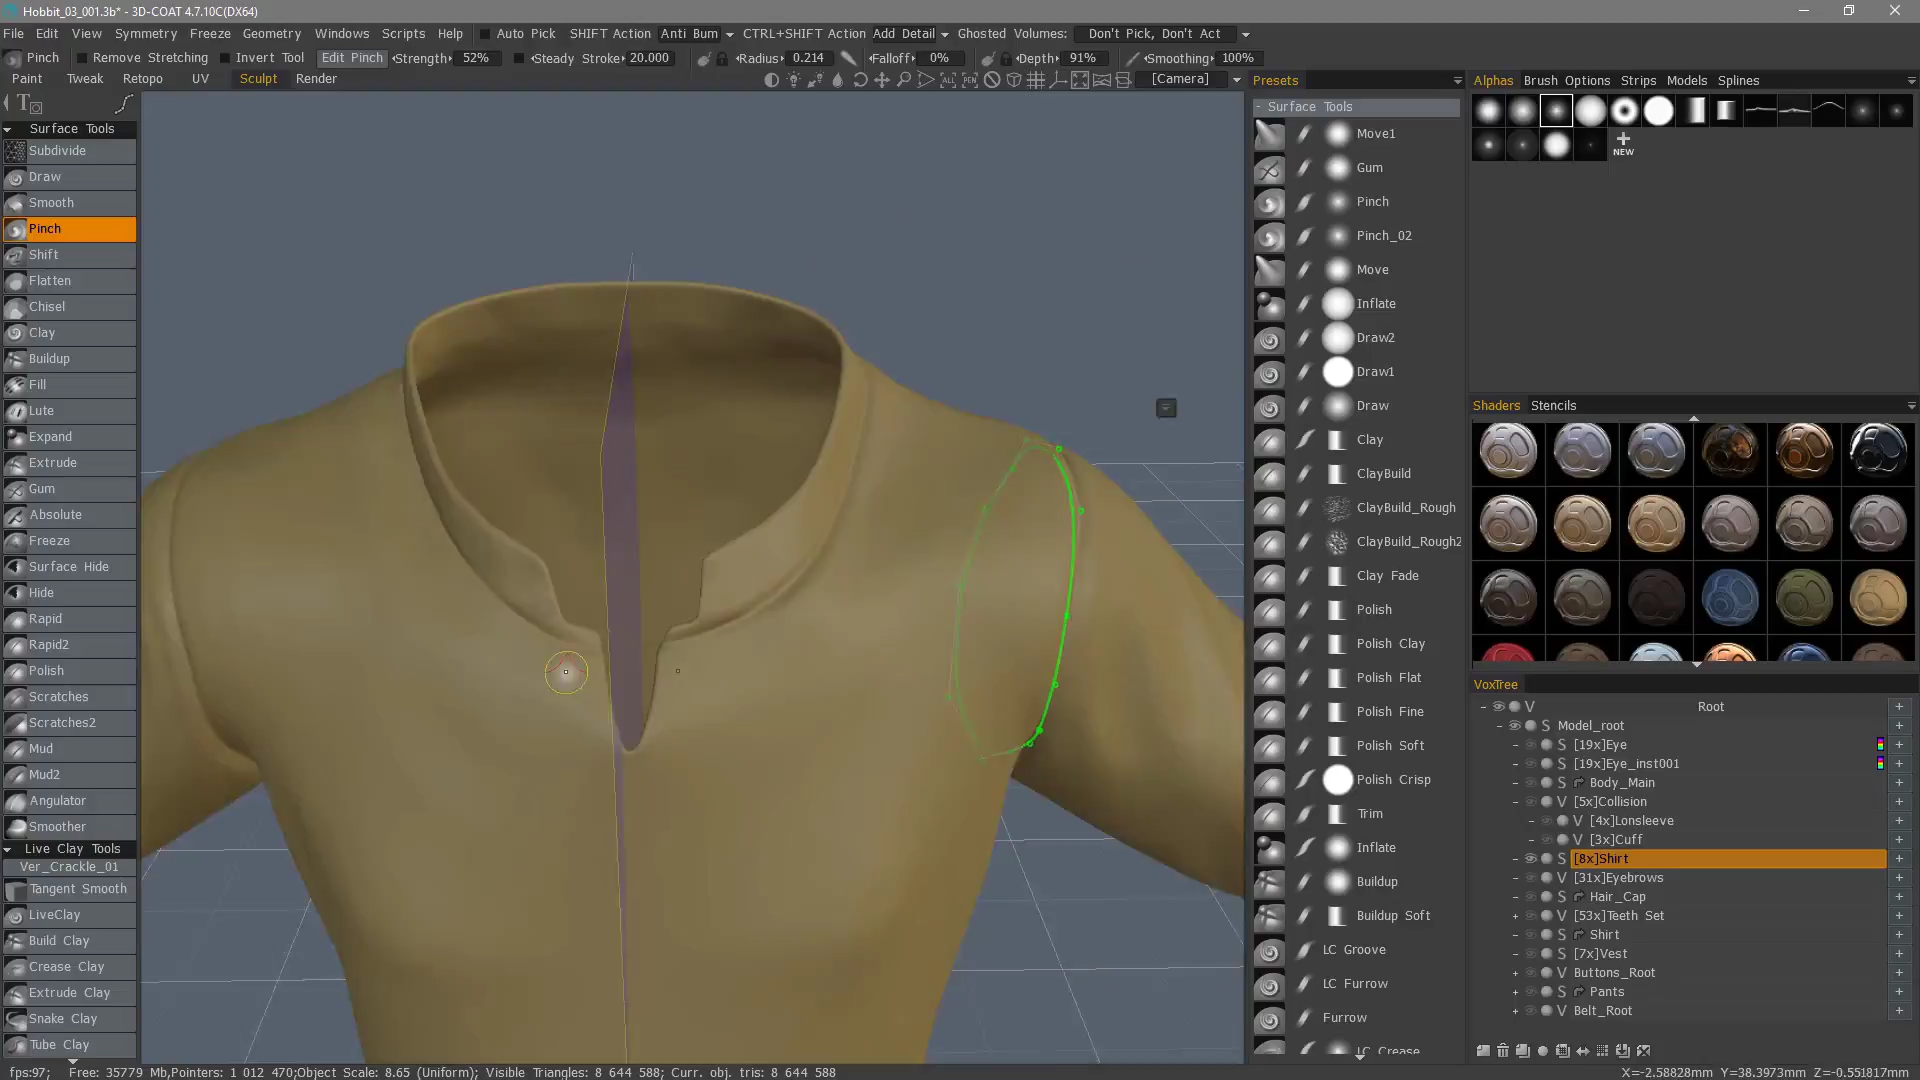 Hobbit_03_001.3b* - 3D-COAT 4.7.10C(DX64)
File Edit View Symmetry Freeze Geometry Windows Scripts Help Auto Pick SHIFT Action Anti Bum CTRL+SHIFT Action Add Detail Ghosted Volumes: Don't Pick, Don't Act
Pinch Remove Stretching Invert Tool Edit Pinch Strength 52% Steady Stroke 20.000 Radius 0.214 Falloff 0% Depth 91% Smoothing 100%
Paint Tweak Retopo UV Sculpt Render
ALL PEN [Camera]
Surface Tools
Subdivide
Draw
Smooth
Pinch
Shift
Flatten
Chisel
Clay
Buildup
Fill
Lute
Expand
Extrude
Gum
Absolute
Freeze
Surface Hide
Hide
Rapid
Rapid2
Polish
Scratches
Scratches2
Mud
Mud2
Angulator
Smoother
Live Clay Tools
Ver_Crackle_01
Tangent Smooth
LiveClay
Build Clay
Crease Clay
Extrude Clay
Snake Clay
Tube Clay
Presets
- Surface Tools
Move1
Gum
Pinch
Pinch_02
Move
Inflate
Draw2
Draw1
Draw
Clay
ClayBuild
ClayBuild_Rough
ClayBuild_Rough2
Clay Fade
Polish
Polish Clay
Polish Flat
Polish Fine
Polish Soft
Polish Crisp
Trim
Inflate
Buildup
Buildup Soft
LC Groove
LC Furrow
Furrow
LC Crease
Alphas Brush Options Strips Models Splines
NEW
Shaders Stencils
VoxTree
- V Root +
- S Model_root
- S [19x]Eye +
- S [19x]Eye_inst001 +
- S Body_Main +
- V [5x]Collision +
- V [4x]Lonsleeve +
- V [3x]Cuff +
- S [8x]Shirt +
- V [31x]Eyebrows +
- S Hair_Cap +
+ V [53x]Teeth Set +
- S Shirt +
- S [7x]Vest +
+ V Buttons_Root +
+ S Pants +
+ V Belt_Root +
fps:97; Free: 35779 Mb,Pointers: 1 012 470;Object Scale: 8.65 (Uniform); Visible Triangles: 8 644 588; Curr. obj. tris: 8 644 588
X=-2.58828mm Y=38.3973mm Z=-0.551817mm